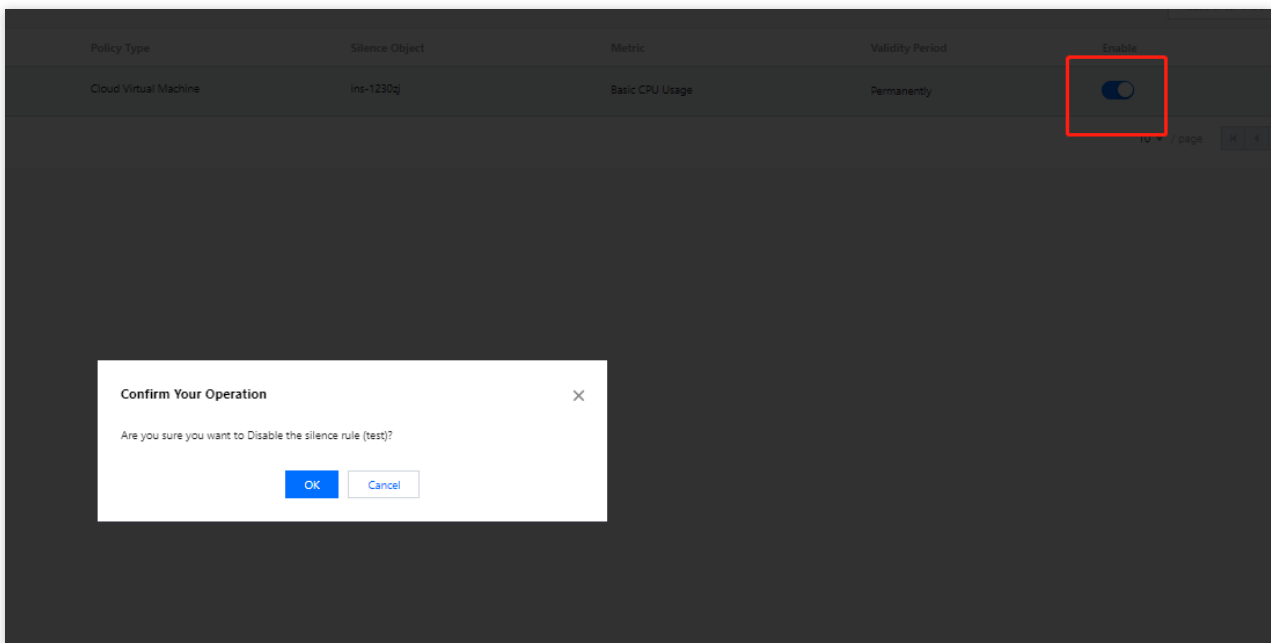 Policy Type Silence Object Metric Validity Period Enable
Cloud Virtual Machine ins-1230zj Basic CPU Usage Permanently
10 / page
Confirm Your Operation
Are you sure you want to Disable the silence rule (test)?
OK Cancel